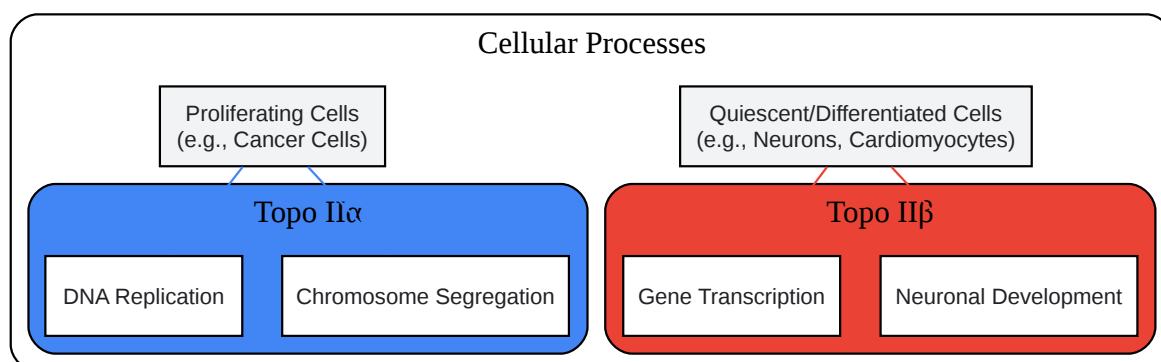 Cellular Processes
Proliferating Cells
(e.g., Cancer Cells)
Quiescent/Differentiated Cells
(e.g., Neurons, Cardiomyocytes)
Topo IIα
Topo IIβ
DNA Replication
Chromosome Segregation
Gene Transcription
Neuronal Development